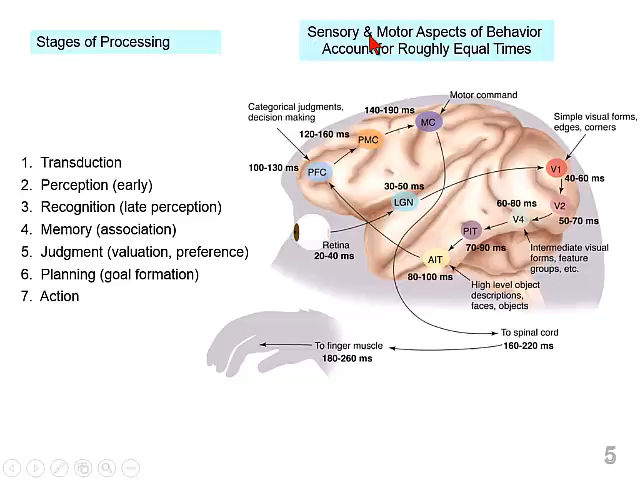 Stages of Processing
Sensory & Motor Aspects of Behavior
Account for Roughly Equal Times
1. Transduction
2. Perception (early)
3. Recognition (late perception)
4. Memory (association)
5. Judgment (valuation, preference)
6. Planning (goal formation)
7. Action
Categorical judgments,
decision making
140-190 ms
Motor command
MC
120-160 ms
PMC
100-130 ms
PFC
Simple visual forms,
edges, corners
V1
40-60 ms
30-50 ms
LGN
60-80 ms
V2
V4
50-70 ms
Retina
20-40 ms
PIT
70-90 ms
AIT
80-100 ms
Intermediate visual
forms, feature
groups, etc.
High level object
descriptions,
faces, objects
To spinal cord
160-220 ms
To finger muscle
180-260 ms
5